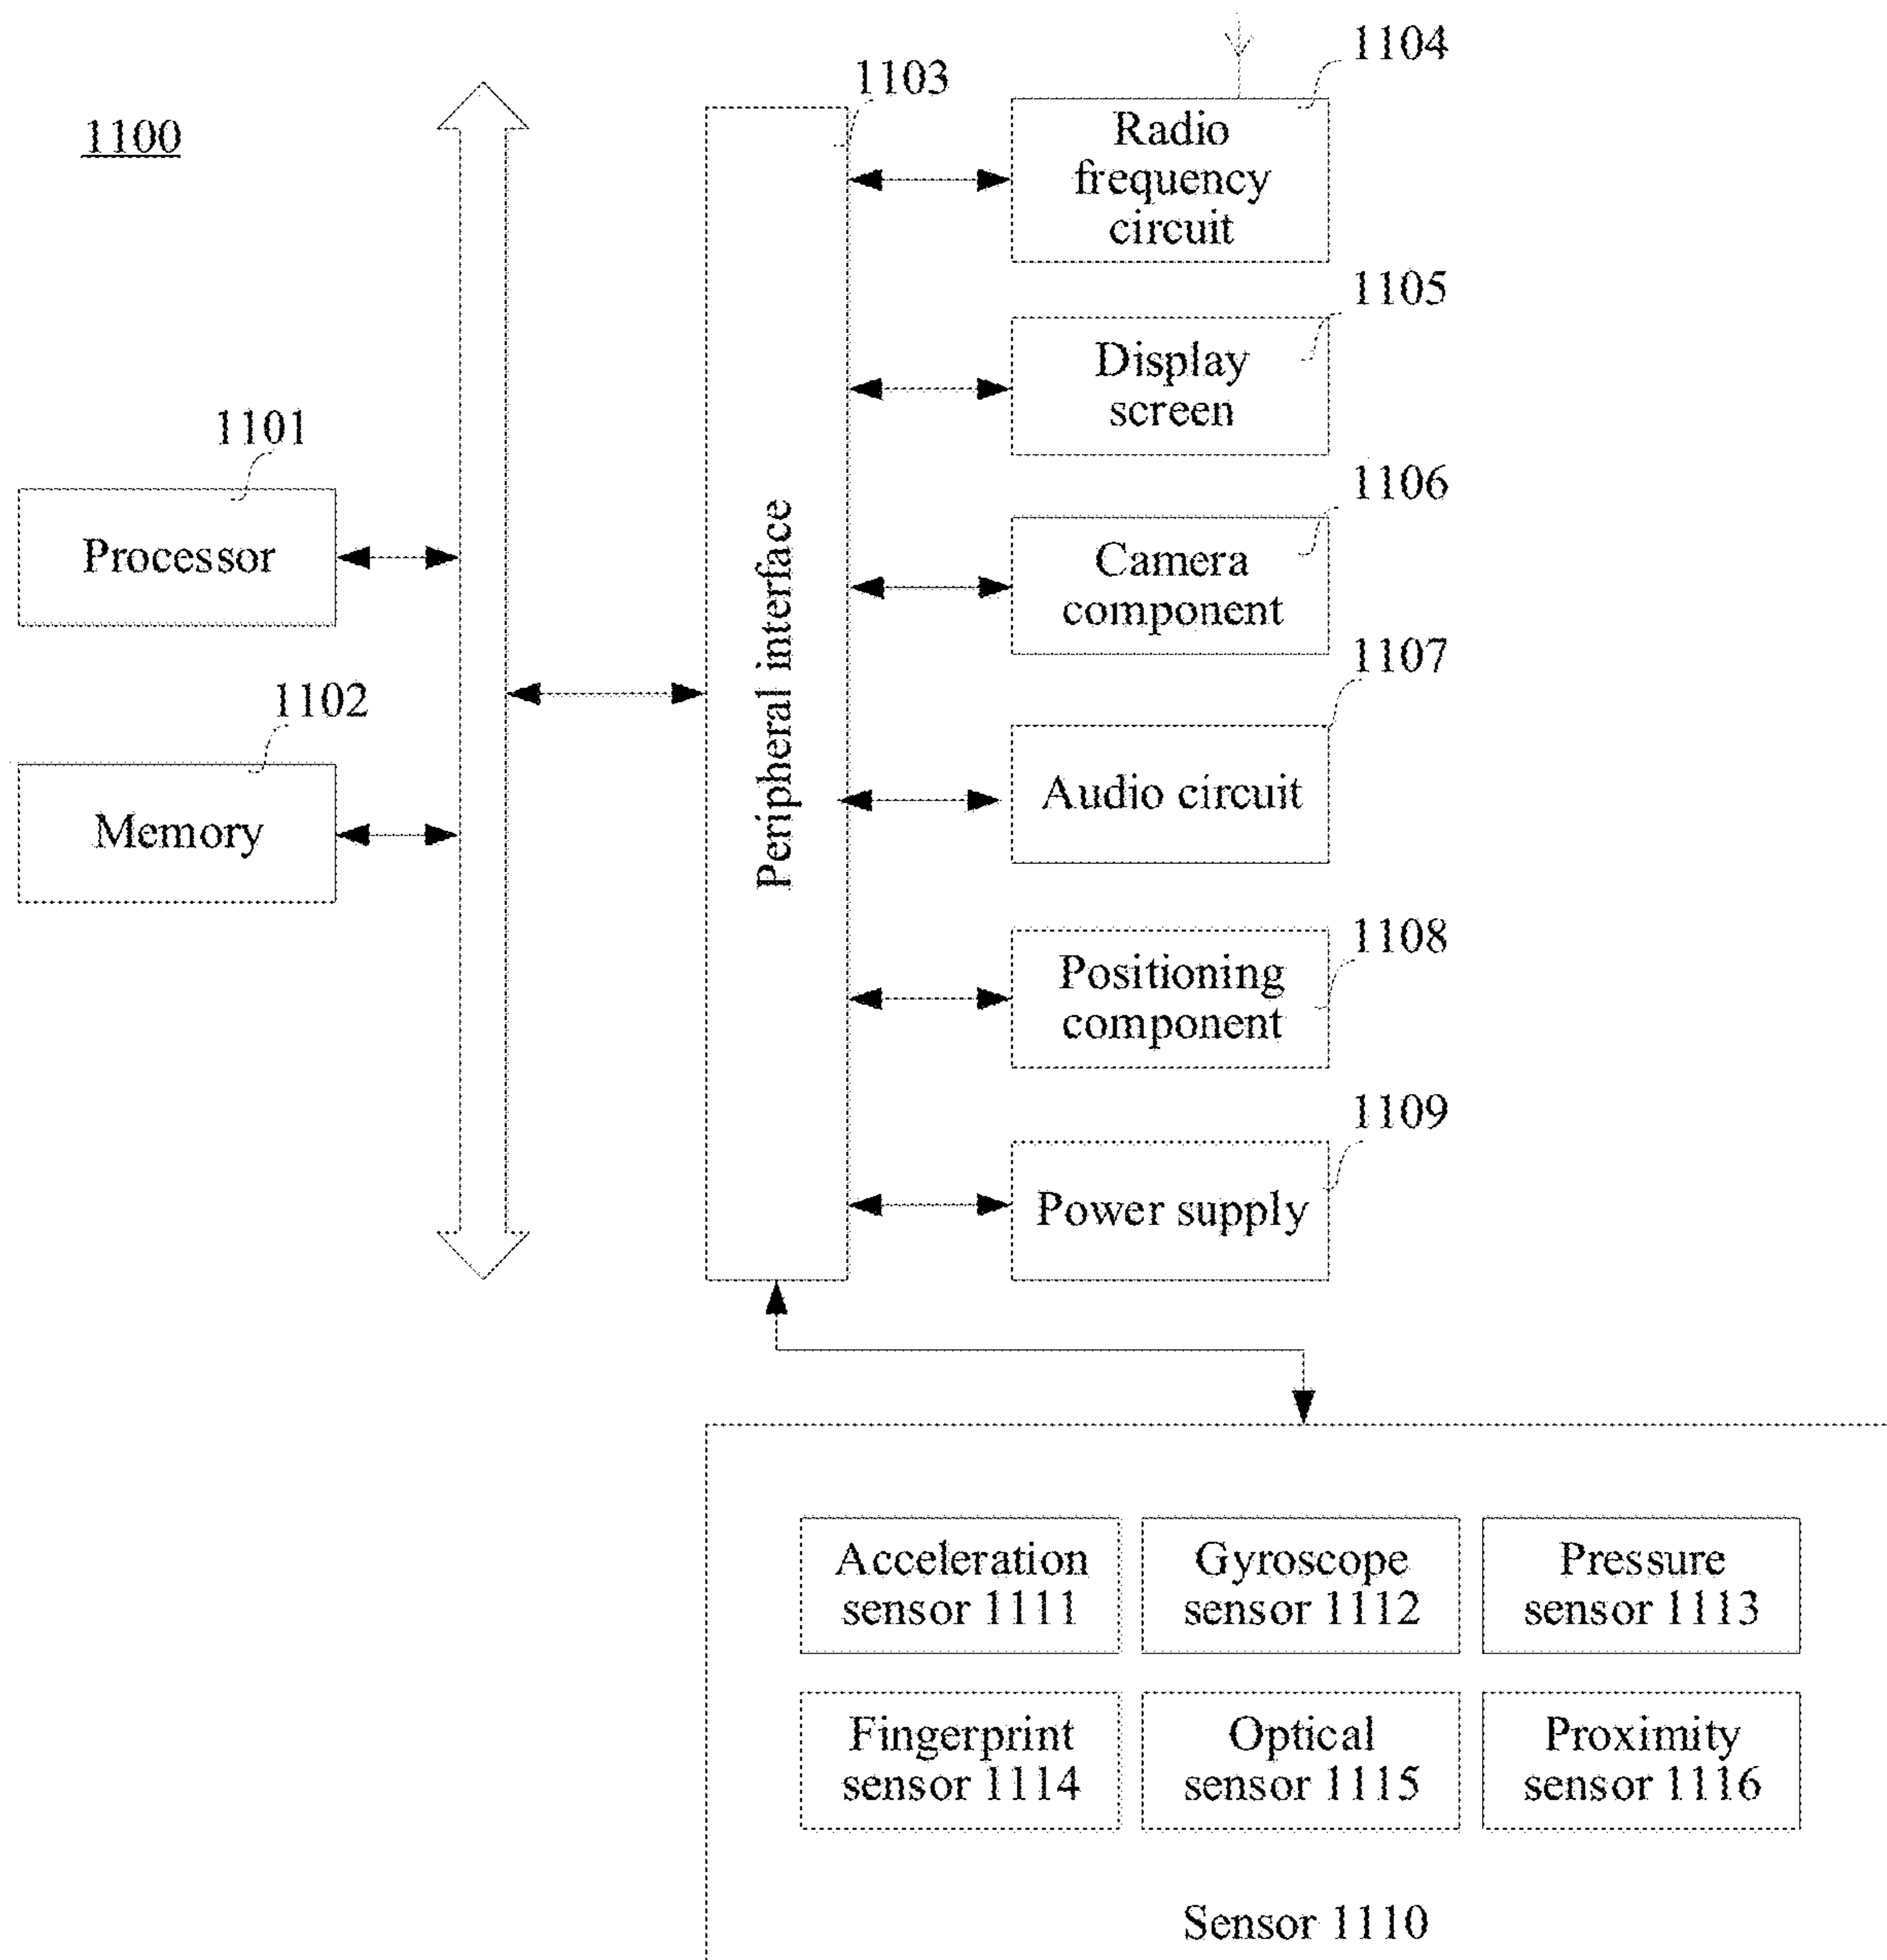 1100
1103
1104
Radio
frequency
circuit
1105
Display
screen
1101
Processor
1106
Camera
component
Peripheral interface
1102
Memory
1107
Audio circuit
1108
Positioning
component
1109
Power supply
Acceleration
sensor 1111
Gyroscope
sensor 1112
Pressure
sensor 1113
Fingerprint
sensor 1114
Optical
sensor 1115
Proximity
sensor 1116
Sensor 1110